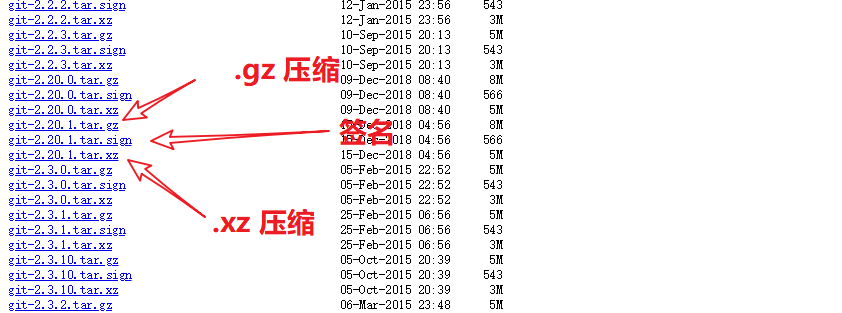 git-2.2.2.tar.sign 12-Jan-2015 23:56 543
git-2.2.2.tar.xz 12-Jan-2015 23:56 3M
git-2.2.3.tar.gz 10-Sep-2015 20:13 5M
git-2.2.3.tar.sign 10-Sep-2015 20:13 543
git-2.2.3.tar.xz 10-Sep-2015 20:13 3M
.gz 压缩
git-2.20.0.tar.gz 09-Dec-2018 08:40 8M
git-2.20.0.tar.sign 09-Dec-2018 08:40 566
git-2.20.0.tar.xz 09-Dec-2018 08:40 5M
git-2.20.1.tar.gz 04:56 8M
签名
git-2.20.1.tar.sign 04:56 566
git-2.20.1.tar.xz 15-Dec-2018 04:56 5M
git-2.3.0.tar.gz 05-Feb-2015 22:52 5M
git-2.3.0.tar.sign 05-Feb-2015 22:52 543
git-2.3.0.tar.xz 05-Feb-2015 22:52 3M
git-2.3.1.tar.gz 25-Feb-2015 06:56 5M
.xz 压缩
git-2.3.1.tar.sign 25-Feb-2015 06:56 543
git-2.3.1.tar.xz 25-Feb-2015 06:56 3M
git-2.3.10.tar.gz 05-Oct-2015 20:39 5M
git-2.3.10.tar.sign 05-Oct-2015 20:39 543
git-2.3.10.tar.xz 05-Oct-2015 20:39 3M
git-2.3.2.tar.gz 06-Mar-2015 23:48 5M